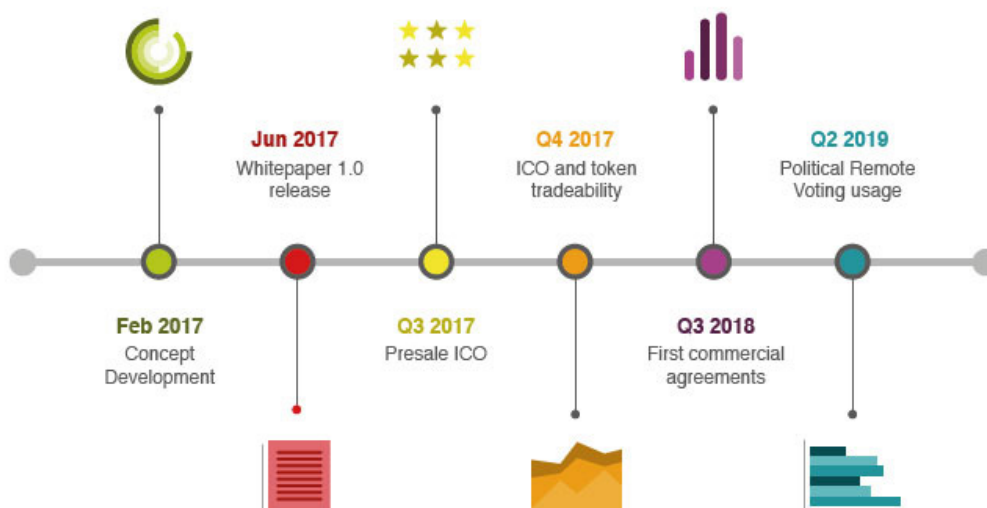 Feb 2017
Concept
Development
Jun 2017
Whitepaper 1.0
release
Q3 2017
Presale ICO
Q4 2017
ICO and token
tradeability
Q3 2018
First commercial
agreements
Q2 2019
Political Remote
Voting usage